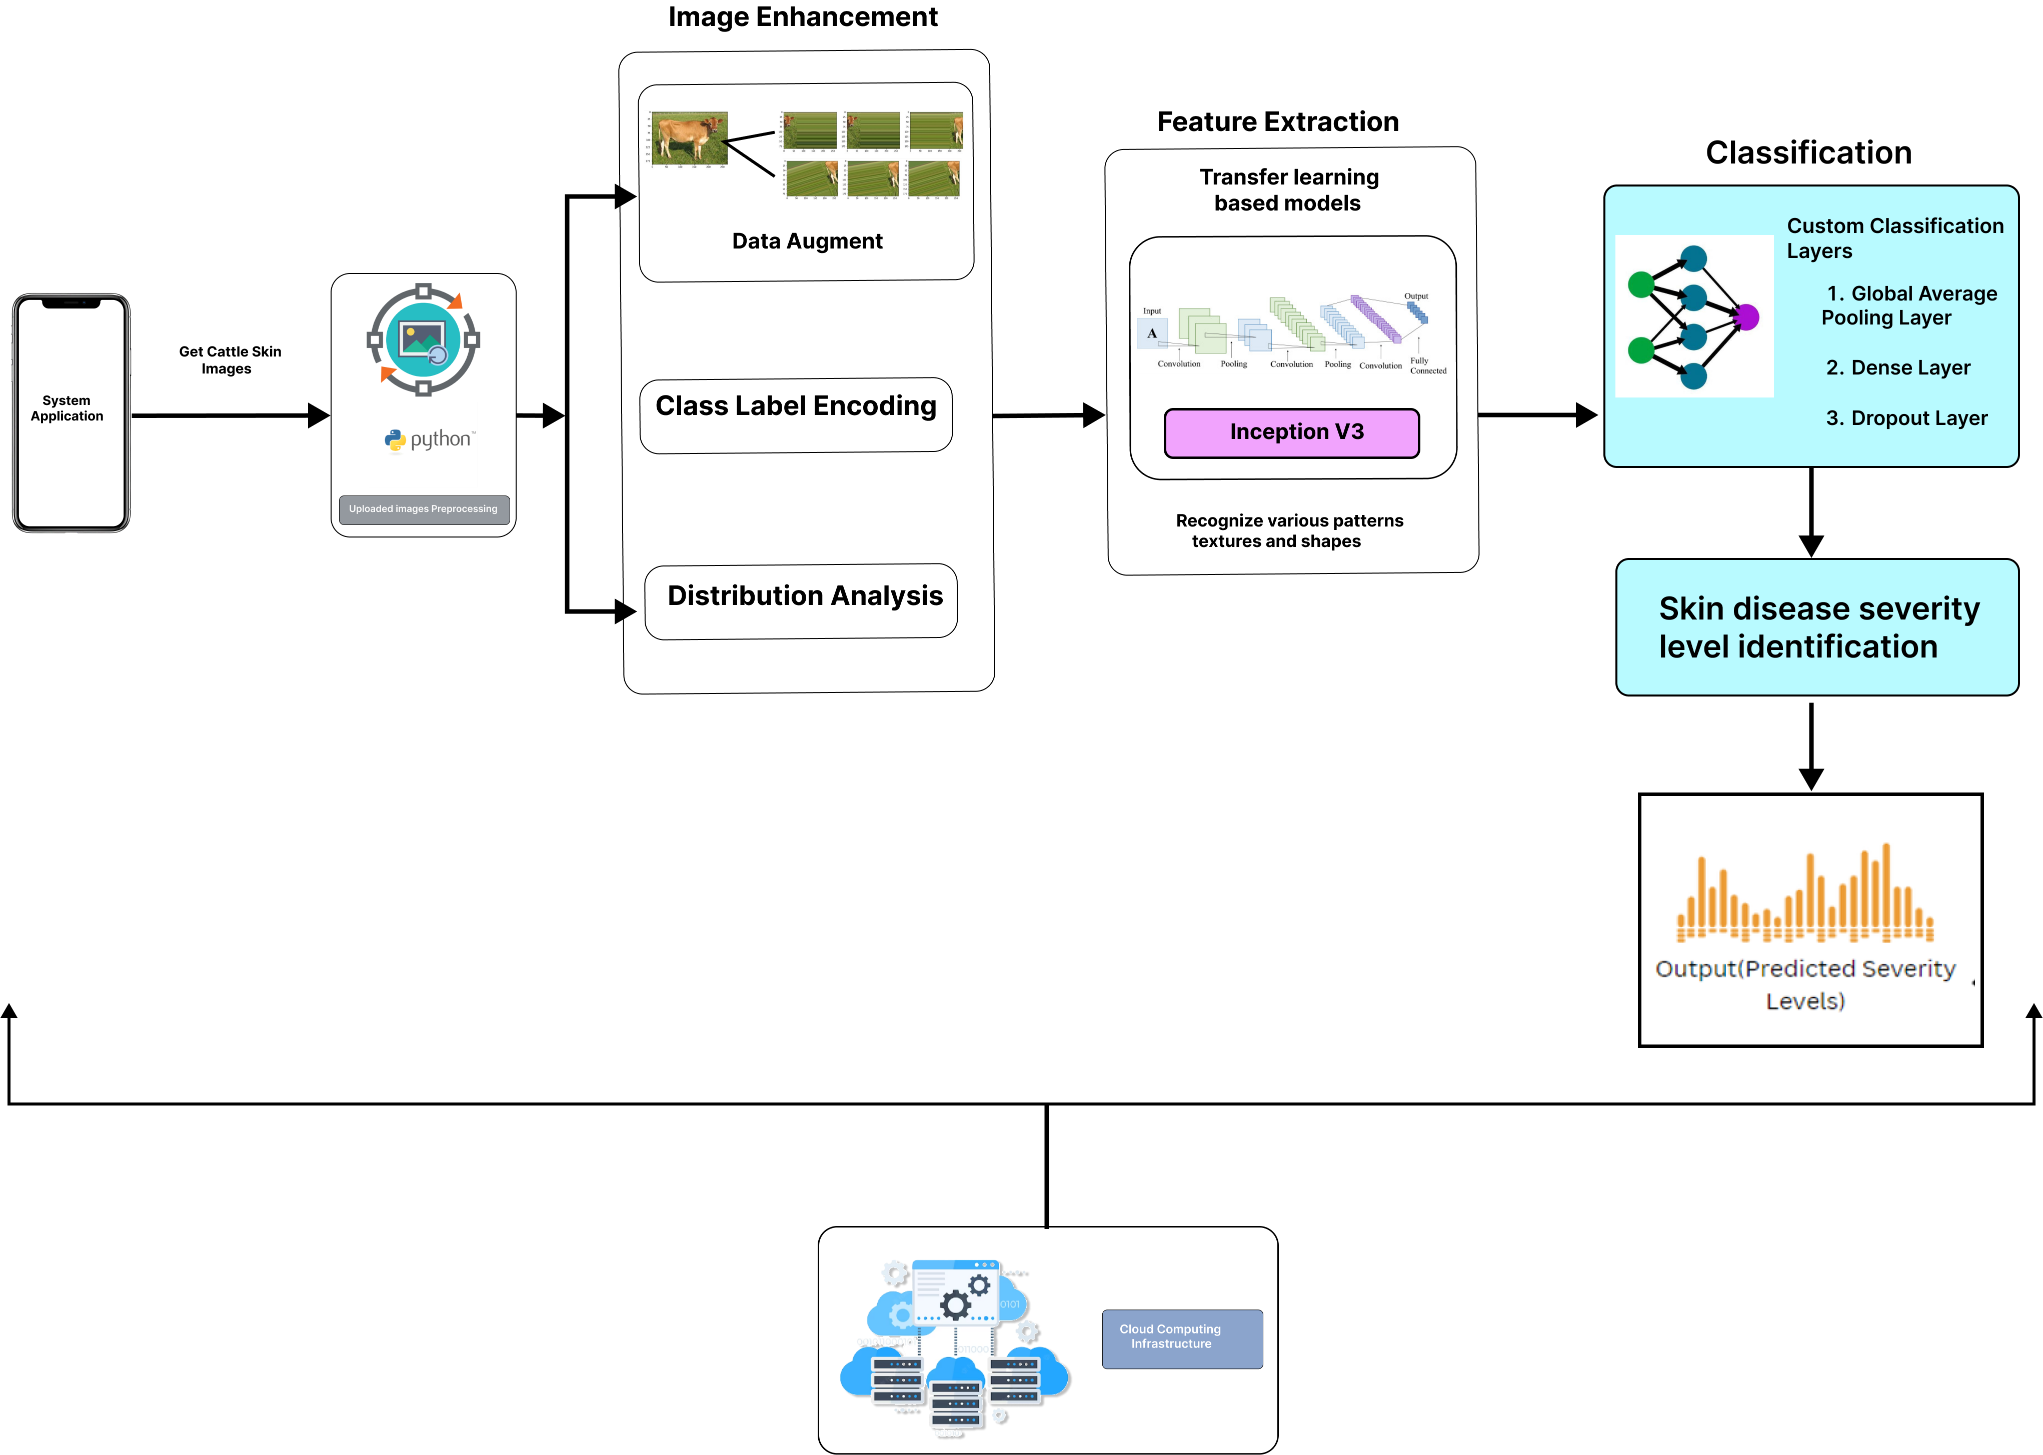 Image Enhancement
Data Augment
Class Label Encoding
Distribution Analysis
System
Application
Get Cattle Skin
Images
python™
Uploaded images Preprocessing
Feature Extraction
Transfer learning
based models
Input
A
Convolution
Pooling
Convolution
Pooling
Convolution
Fully
Connected
Output
Inception V3
Recognize various patterns
textures and shapes
Classification
Custom Classification
Layers
1. Global Average
Pooling Layer
2. Dense Layer
3. Dropout Layer
Skin disease severity
level identification
Output(Predicted Severity
Levels)
0101
Cloud Computing
Infrastructure